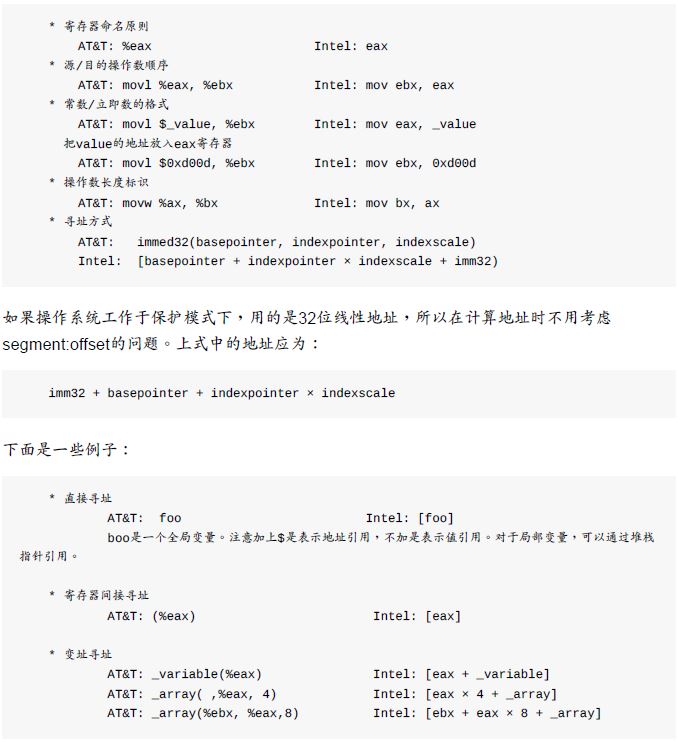 * 寄存器命名原则
AT&T: %eax Intel: eax
* 源/目的操作数顺序
AT&T: movl %eax, %ebx Intel: mov ebx, eax
* 常数/立即数的格式
AT&T: movl $_value, %ebx Intel: mov eax, _value
把value的地址放入eax寄存器
AT&T: movl $0xd00d, %ebx Intel: mov ebx, 0xd00d
* 操作数长度标识
AT&T: movw %ax, %bx Intel: mov bx, ax
* 寻址方式
AT&T: immed32(basepointer, indexpointer, indexscale)
Intel: [basepointer + indexpointer × indexscale + imm32)
如果操作系统工作于保护模式下，用的是32位线性地址，所以在计算地址时不用考虑
segment:offset的问题。上式中的地址应为：
imm32 + basepointer + indexpointer × indexscale
下面是一些例子：
* 直接寻址
AT&T: foo Intel: [foo]
boo是一个全局变量。注意加上$是表示地址引用，不加是表示值引用。对于局部变量，可以通过堆栈
指针引用。
* 寄存器间接寻址
AT&T: (%eax) Intel: [eax]
* 变址寻址
AT&T: _variable(%eax) Intel: [eax + _variable]
AT&T: _array( ,%eax, 4) Intel: [eax × 4 + _array]
AT&T: _array(%ebx, %eax,8) Intel: [ebx + eax × 8 + _array]